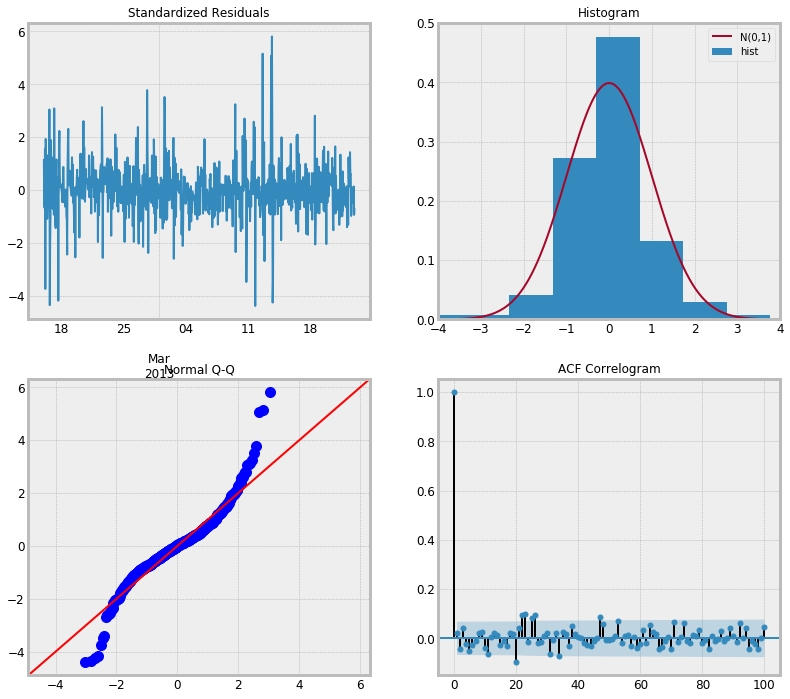 Standardized Residuals
6
4
2
0
−2
−4
18 25 04 11 18
Mar
2013
Histogram
N(0,1)
hist
0.5
0.4
0.3
0.2
0.1
0.0
−4 −3 −2 −1 0 1 2 3 4
Normal Q-Q
6
4
2
0
−2
−4
−4 −2 0 2 4 6
ACF Correlogram
1.0
0.8
0.6
0.4
0.2
0.0
0 20 40 60 80 100